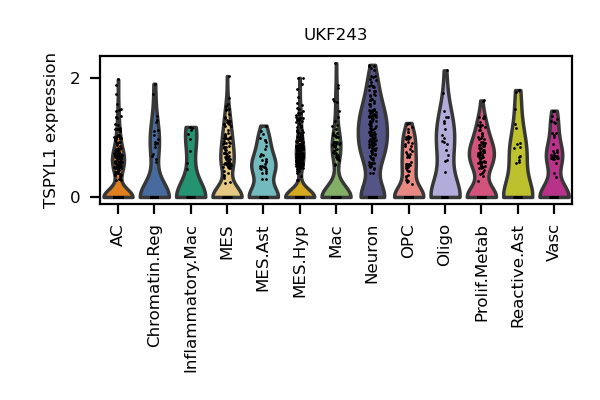 UKF243
TSPYL1 expression
2
0
AC
Chromatin.Reg
Inflammatory.Mac
MES
MES.Ast
MES.Hyp
Mac
Neuron
OPC
Oligo
Prolif.Metab
Reactive.Ast
Vasc